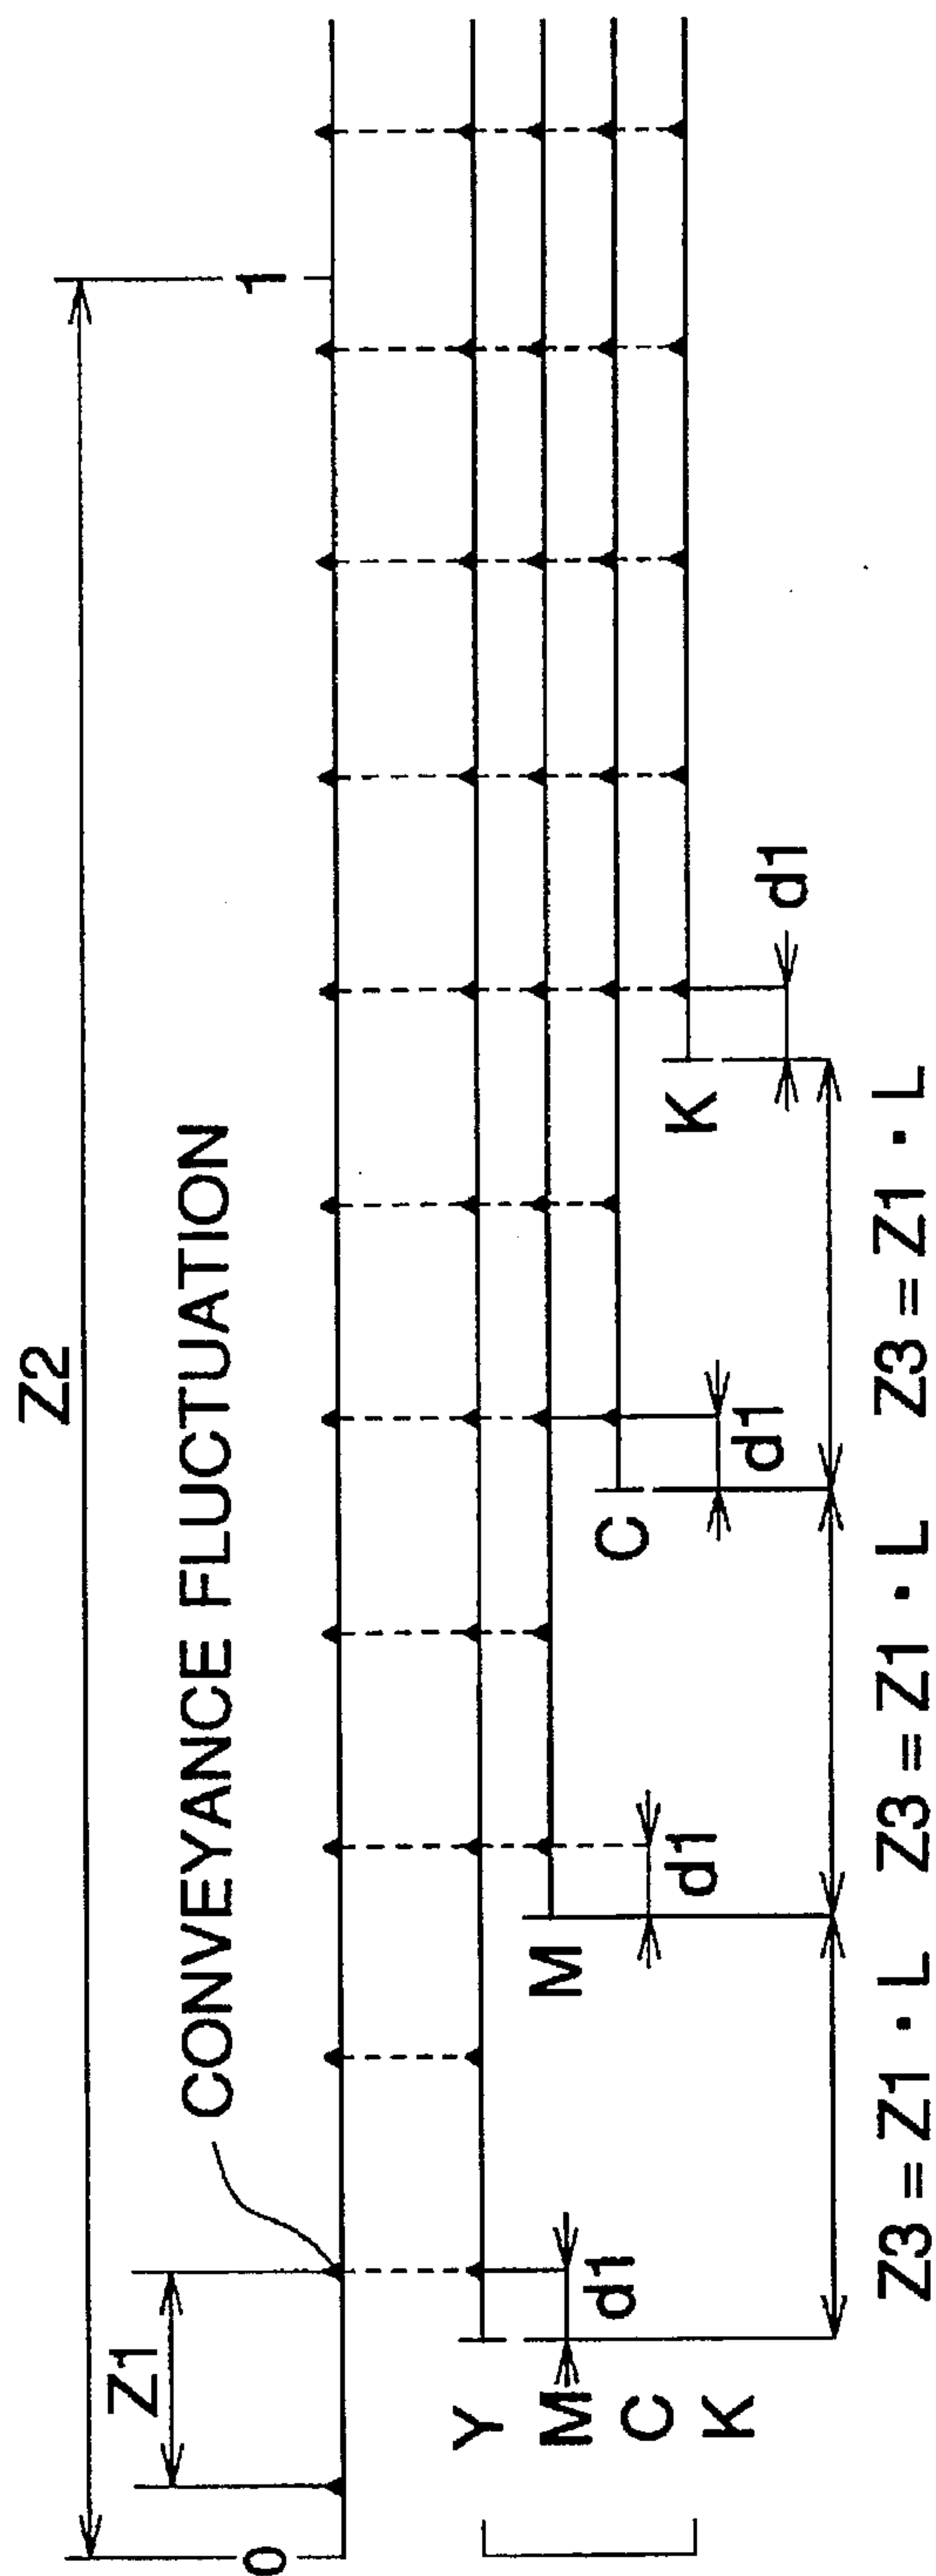 Z2
Z1
CONVEYANCE FLUCTUATION
0
1
Y
M
C
K
d1
M
d1
C
d1
K
d1
Z3 = Z1 · L
Z3 = Z1 · L
Z3 = Z1 · L